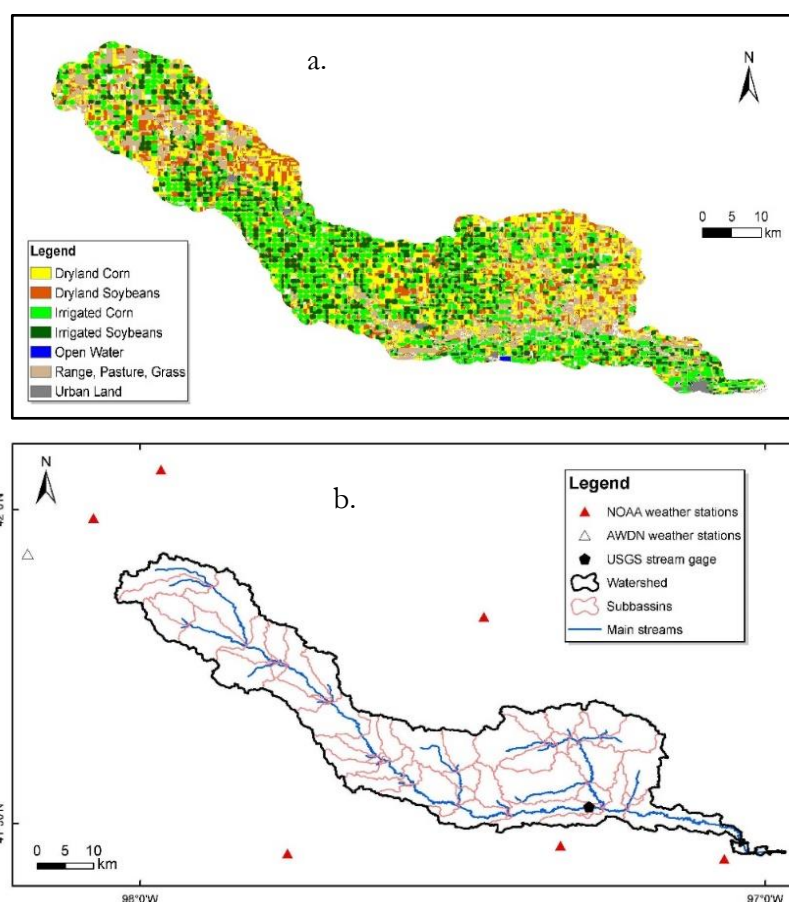 a.
N
0 5 10
km
Legend
Dryland Corn
Dryland Soybeans
Irrigated Corn
Irrigated Soybeans
Open Water
Range, Pasture, Grass
Urban Land
b.
N
Legend
NOAA weather stations
AWDN weather stations
USGS stream gage
Watershed
Subbassins
Main streams
0 5 10
km
98°0'W
97°0'W